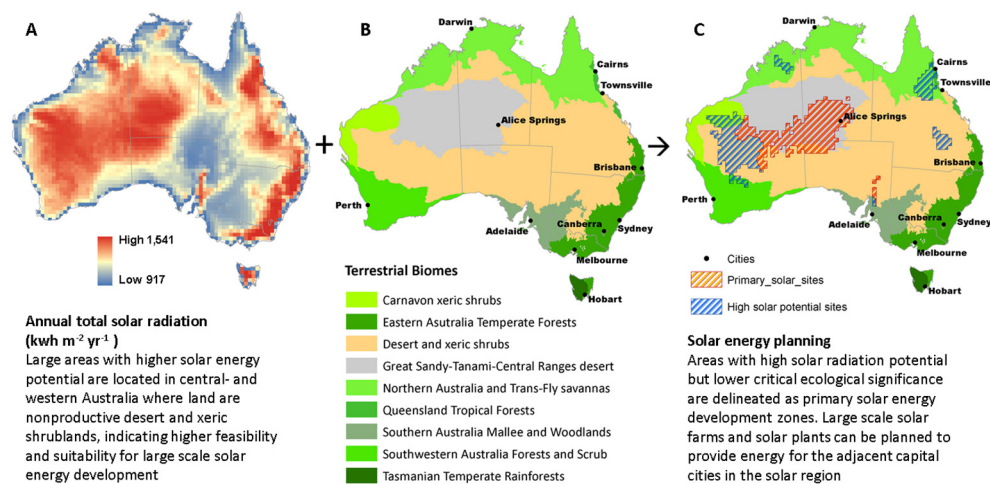 A
High 1,541
Low 917
Annual total solar radiation
(kwh m-2 yr-1 )
Large areas with higher solar energy
potential are located in central- and
western Australia where land are
nonproductive desert and xeric
shrublands, indicating higher feasibility
and suitability for large scale solar
energy development
+
B
Darwin
Cairns
Townsville
Alice Springs
Brisbane
Perth
Adelaide
Canberra
Sydney
Melbourne
Hobart
Terrestrial Biomes
Carnavon xeric shrubs
Eastern Asutralia Temperate Forests
Desert and xeric shrubs
Great Sandy-Tanami-Central Ranges desert
Northern Australia and Trans-Fly savannas
Queensland Tropical Forests
Southern Australia Mallee and Woodlands
Southwestern Australia Forests and Scrub
Tasmanian Temperate Rainforests
C
Darwin
Cairns
Townsville
Alice Springs
Brisbane
Perth
Adelaide
Canberra
Sydney
Melbourne
Hobart
Cities
Primary_solar_sites
High solar potential sites
Solar energy planning
Areas with high solar radiation potential
but lower critical ecological significance
are delineated as primary solar energy
development zones. Large scale solar
farms and solar plants can be planned to
provide energy for the adjacent capital
cities in the solar region